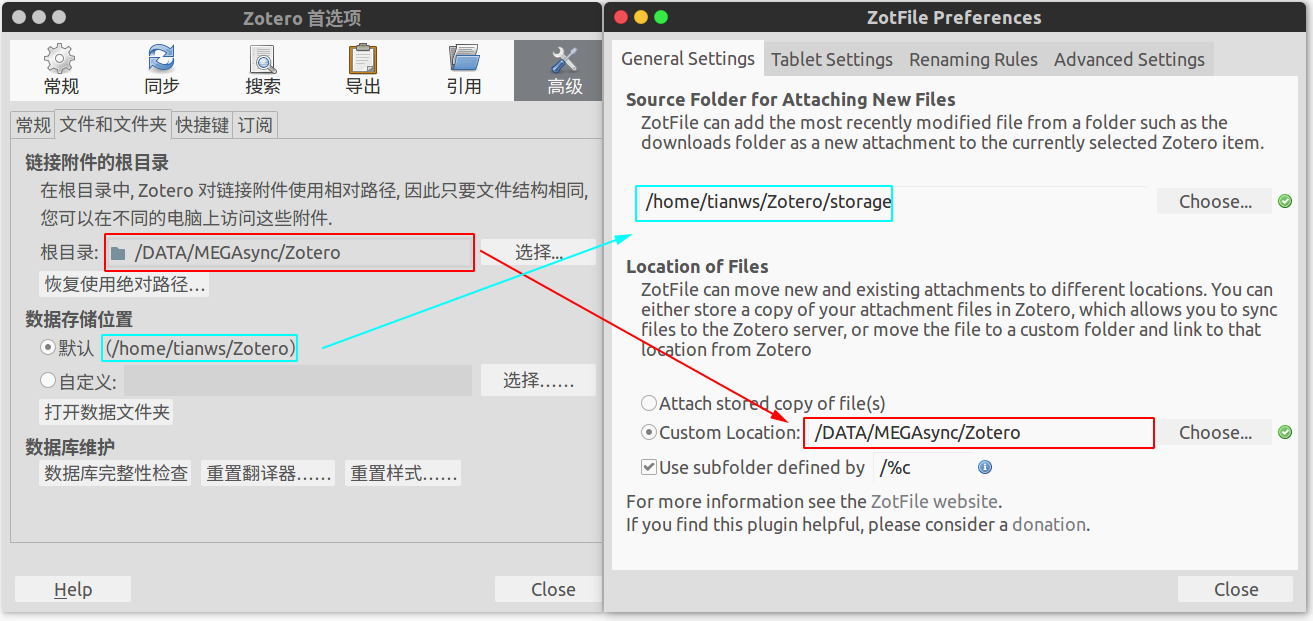 Zotero 首选项
常规
同步
搜索
导出
引用
高级
常规
文件和文件夹
快捷键
订阅
链接附件的根目录
在根目录中, Zotero 对链接附件使用相对路径, 因此只要文件结构相同,
您可以在不同的电脑上访问这些附件.
根目录: /DATA/MEGAsync/Zotero 选择...
恢复使用绝对路径...
数据存储位置
默认 (/home/tianws/Zotero)
自定义: 选择……
打开数据文件夹
数据库维护
数据库完整性检查 重置翻译器…… 重置样式……
Help Close
ZotFile Preferences
General Settings
Tablet Settings
Renaming Rules
Advanced Settings
Source Folder for Attaching New Files
ZotFile can add the most recently modified file from a folder such as the
downloads folder as a new attachment to the currently selected Zotero item.
/home/tianws/Zotero/storage Choose...
Location of Files
ZotFile can move new and existing attachments to different locations. You can
either store a copy of your attachment files in Zotero, which allows you to sync
files to the Zotero server, or move the file to a custom folder and link to that
location from Zotero
Attach stored copy of file(s)
Custom Location: /DATA/MEGAsync/Zotero Choose...
Use subfolder defined by /%c
For more information see the ZotFile website.
If you find this plugin helpful, please consider a donation.
Close